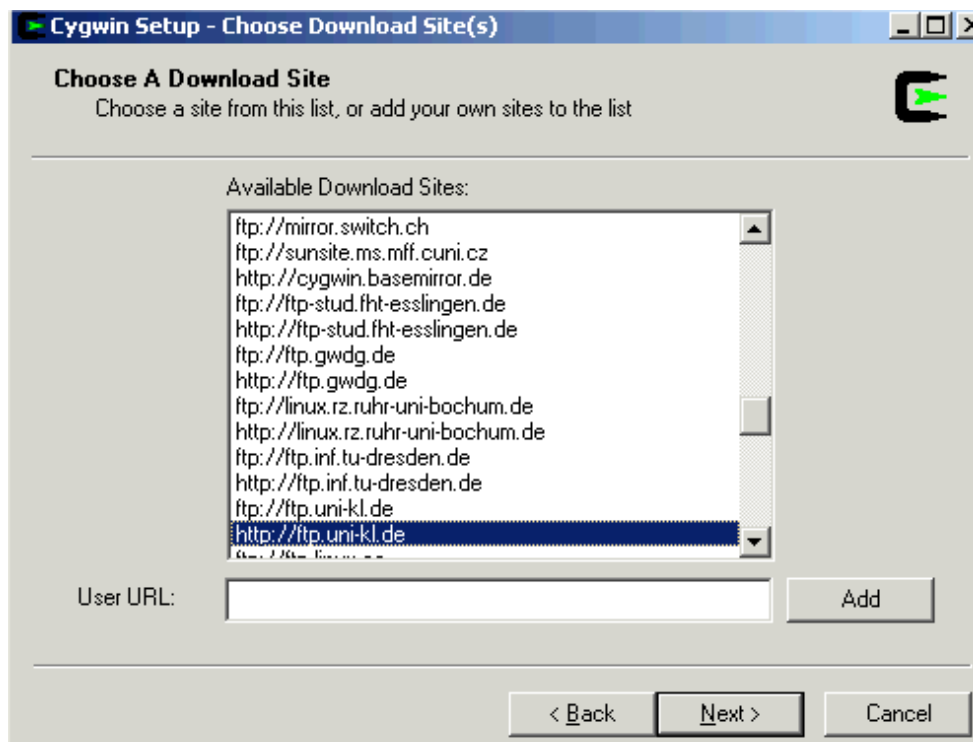 Cygwin Setup - Choose Download Site(s)
Choose A Download Site
Choose a site from this list, or add your own sites to the list
Available Download Sites:
ftp://mirror.switch.ch
ftp://sunsite.ms.mff.cuni.cz
http://cygwin.basemirror.de
ftp://ftp-stud.fht-esslingen.de
http://ftp-stud.fht-esslingen.de
ftp://ftp.gwdg.de
http://ftp.gwdg.de
ftp://linux.rz.ruhr-uni-bochum.de
http://linux.rz.ruhr-uni-bochum.de
ftp://ftp.inf.tu-dresden.de
http://ftp.inf.tu-dresden.de
ftp://ftp.uni-kl.de
http://ftp.uni-kl.de
User URL:
Add
< Back
Next >
Cancel